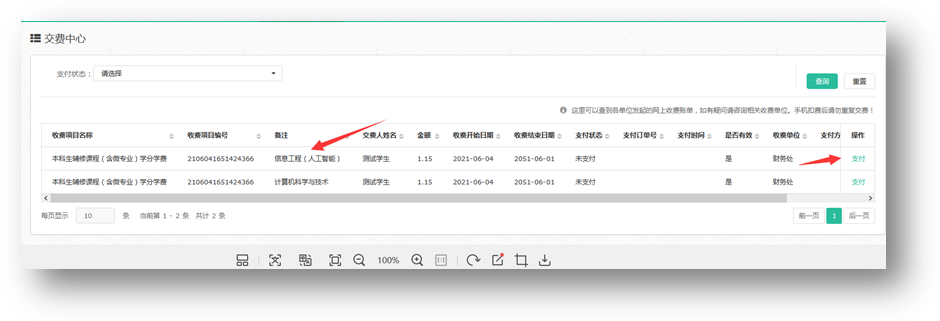 交费中心
支付状态： 请选择
查询 重置
这里可以查到各单位发起的网上收费账单，如有疑问请咨询相关收费单位。手机扣费后请勿重复交费！
收费项目名称 收费项目编号 备注 交费人姓名 金额 收费开始日期 收费结束日期 支付状态 支付订单号 支付时间 是否有效 收费单位 支付方 操作
本科生辅修课程（含微专业）学分学费 2106041651424366 信息工程（人工智能） 测试学生 1.15 2021-06-04 2051-06-01 未支付 是 财务处 支付
本科生辅修课程（含微专业）学分学费 2106041651424366 计算机科学与技术 测试学生 1.15 2021-06-04 2051-06-01 未支付 是 财务处 支付
每页显示 10 条 当前第 1 - 2 条 共计 2 条 前一页 1 后一页
100% 1:1